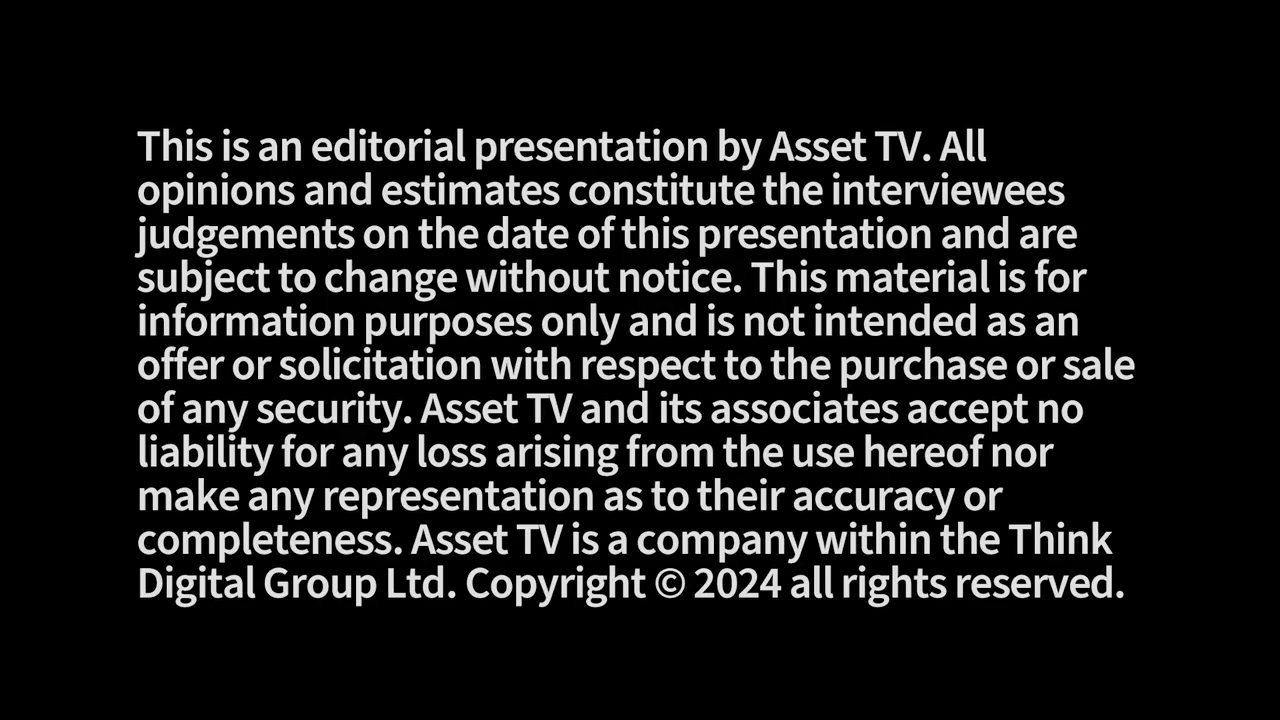 This is an editorial presentation by Asset TV. All
opinions and estimates constitute the interviewees
judgements on the date of this presentation and are
subject to change without notice. This material is for
information purposes only and is not intended as an
offer or solicitation with respect to the purchase or sale
of any security. Asset TV and its associates accept no
liability for any loss arising from the use hereof nor
make any representation as to their accuracy or
completeness. Asset TV is a company within the Think
Digital Group Ltd. Copyright © 2024 all rights reserved.